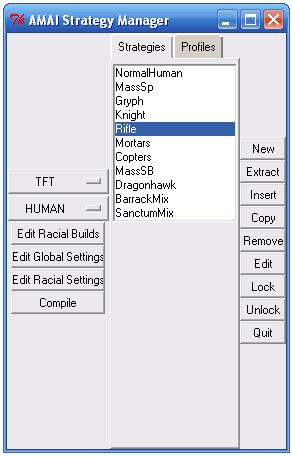 AMAI Strategy Manager
Strategies
Profiles
NormalHuman
MassSp
Gryph
Knight
Rifle
Mortars
Copters
MassSB
Dragonhawk
BarrackMix
SanctumMix
TFT
HUMAN
Edit Racial Builds
Edit Global Settings
Edit Racial Settings
Compile
New
Extract
Insert
Copy
Remove
Edit
Lock
Unlock
Quit